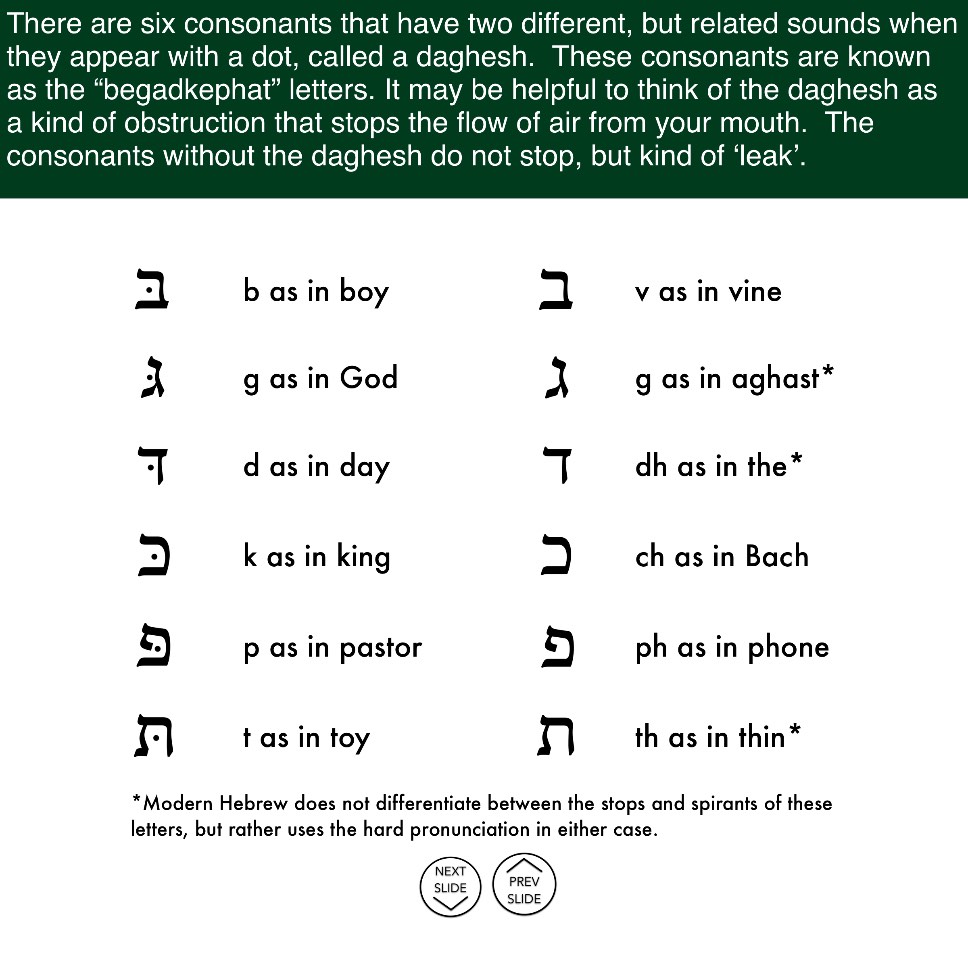 There are six consonants that have two different, but related sounds when
they appear with a dot, called a daghesh.  These consonants are known
as the “begadkephat” letters. It may be helpful to think of the daghesh as
a kind of obstruction that stops the flow of air from your mouth.  The
consonants without the daghesh do not stop, but kind of ‘leak’.
בּ b as in boy ב v as in vine
גּ g as in God ג g as in aghast*
דּ d as in day ד dh as in the*
כּ k as in king כ ch as in Bach
פּ p as in pastor פ ph as in phone
תּ t as in toy ת th as in thin*
*Modern Hebrew does not differentiate between the stops and spirants of these
letters, but rather uses the hard pronunciation in either case.
NEXT
SLIDE
PREV
SLIDE